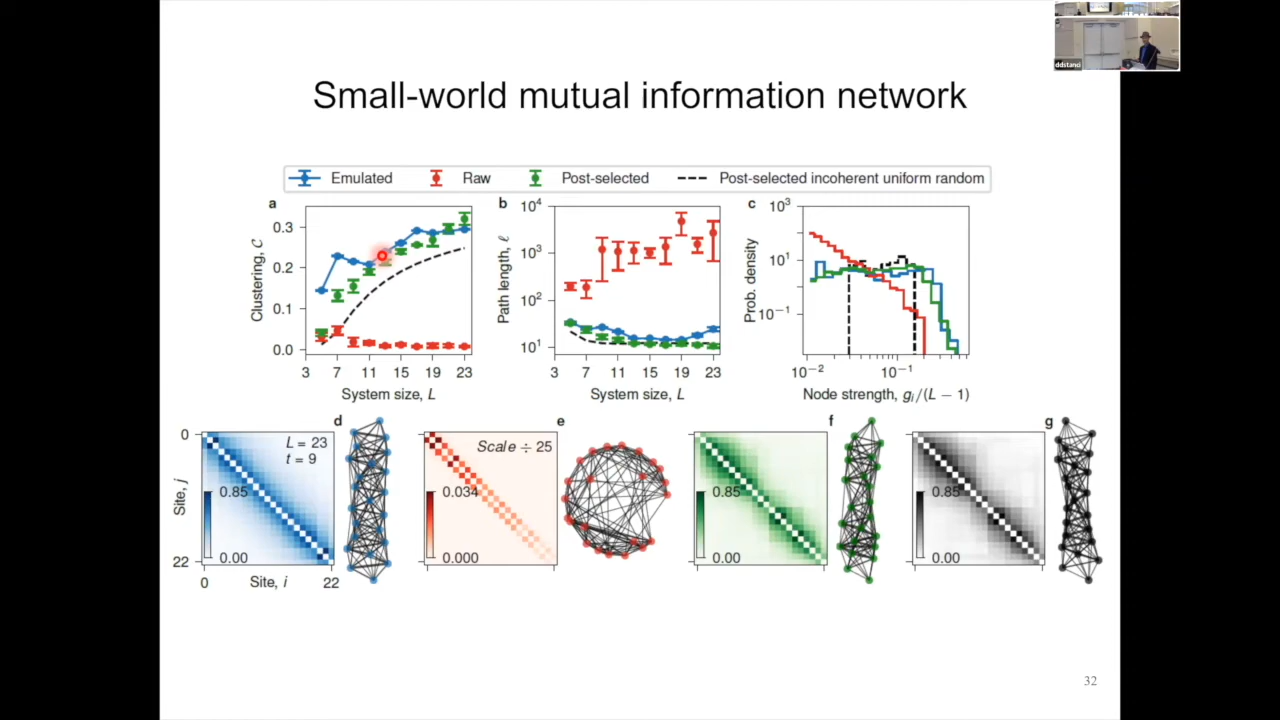 ddstanci
Small-world mutual information network
Emulated Raw Post-selected Post-selected incoherent uniform random
a b c
0.3
0.2
0.1
0.0
Clustering, 𝒞
3 7 11 15 19 23
System size, L
10⁴
10³
10²
10¹
Path length, ℓ
3 7 11 15 19 23
System size, L
10³
10¹
10⁻¹
Prob. density
10⁻² 10⁻¹
Node strength, gᵢ/(L − 1)
d e f g
0
22
Site, j
L = 23
t = 9
0.85
0.00
0 Site, i 22
Scale ÷ 25
0.034
0.000
0.85
0.00
0.85
0.00
32